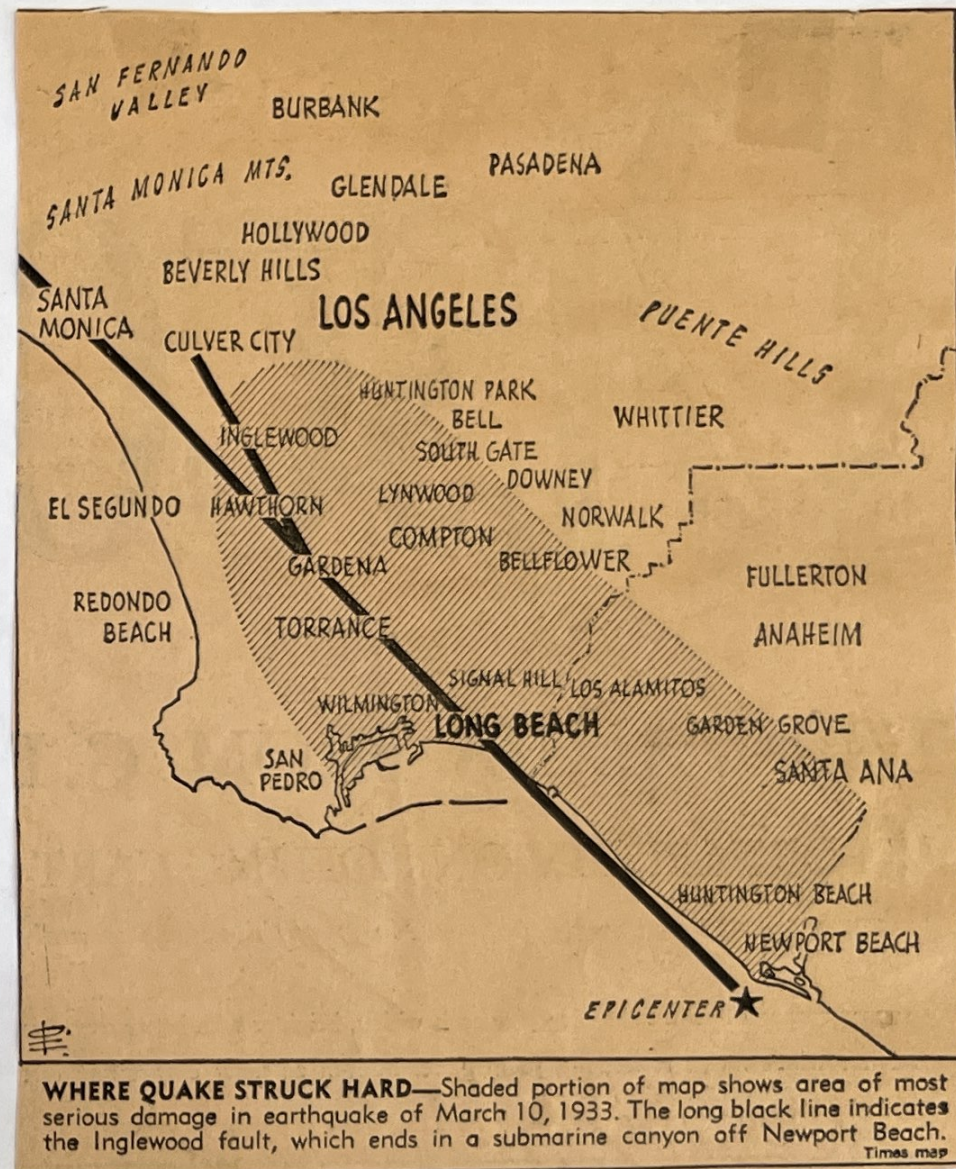 SAN FERNANDO
VALLEY
BURBANK
PASADENA
SANTA MONICA MTS.
GLENDALE
HOLLYWOOD
BEVERLY HILLS
SANTA
MONICA
LOS ANGELES
PUENTE HILLS
CULVER CITY
HUNTINGTON PARK
BELL
WHITTIER
INGLEWOOD
SOUTH GATE
DOWNEY
LYNWOOD
EL SEGUNDO
HAWTHORN
NORWALK
COMPTON
BELLFLOWER
GARDENA
FULLERTON
REDONDO
BEACH
TORRANCE
ANAHEIM
SIGNAL HILL
LOS ALAMITOS
WILMINGTON
LONG BEACH
GARDEN GROVE
SAN
PEDRO
SANTA ANA
HUNTINGTON BEACH
NEWPORT BEACH
EPICENTER
WHERE QUAKE STRUCK HARD—Shaded portion of map shows area of most
serious damage in earthquake of March 10, 1933. The long black line indicates
the Inglewood fault, which ends in a submarine canyon off Newport Beach.
Times map